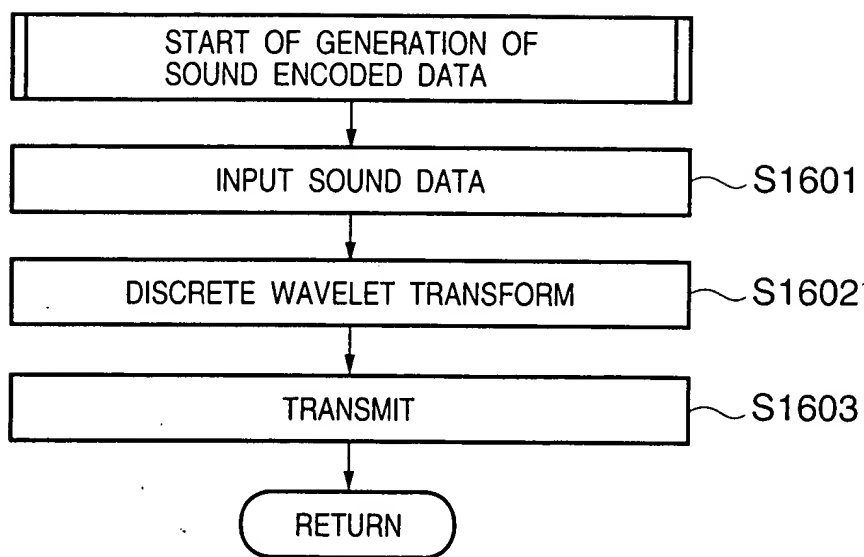 START OF GENERATION OF
SOUND ENCODED DATA
INPUT SOUND DATA
S1601
DISCRETE WAVELET TRANSFORM
S1602
TRANSMIT
S1603
RETURN